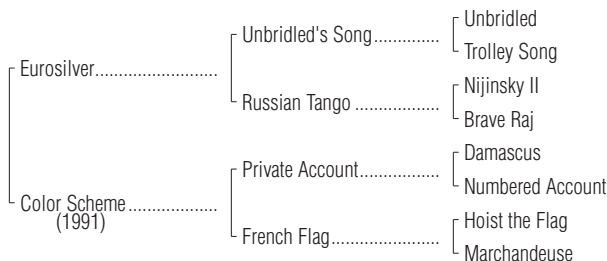 Unbridled
Unbridled's Song..............
Trolley Song
Eurosilver..........................
Nijinsky II
Russian Tango ..................
Brave Raj
Damascus
Private Account.................
Numbered Account
Color Scheme...................
(1991)
Hoist the Flag
French Flag.......................
Marchandeuse